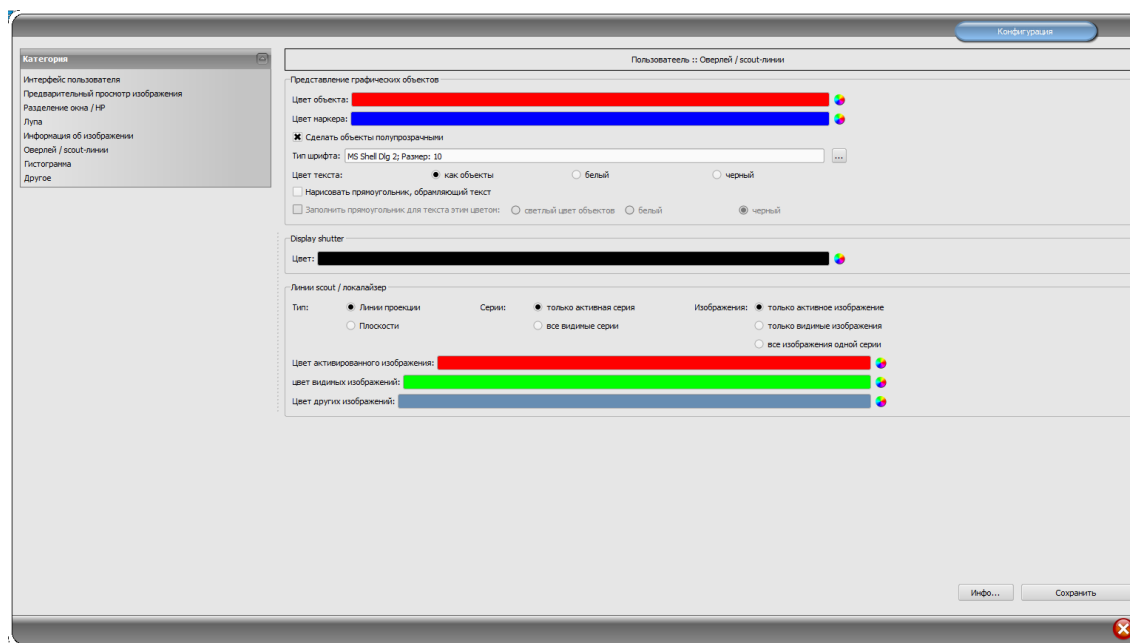 Конфигурация
Категория
Интерфейс пользователя
Предварительный просмотр изображения
Разделение окна / HP
Лупа
Информация об изображении
Оверлей / scout-линии
Гистограмма
Другое
Пользоватеель :: Оверлей / scout-линии
Представление графических объектов
Цвет объекта:
Цвет маркера:
Сделать объекты полупрозрачными
Тип шрифта: MS Shell Dlg 2; Размер: 10 ...
Цвет текста: как объекты белый черный
Нарисовать прямоугольник, обрамляющий текст
Заполнить прямоугольник для текста этим цветом: светлый цвет объектов белый черный
Display shutter
Цвет:
Линии scout / локалайзер
Тип: Линии проекции Серии: только активная серия Изображения: только активное изображение
Плоскости все видиные серии только видиные изображения
все изображения одной серии
Цвет активированного изображения:
цвет видиных изображений:
Цвет других изображений:
Инфо... Сохранить